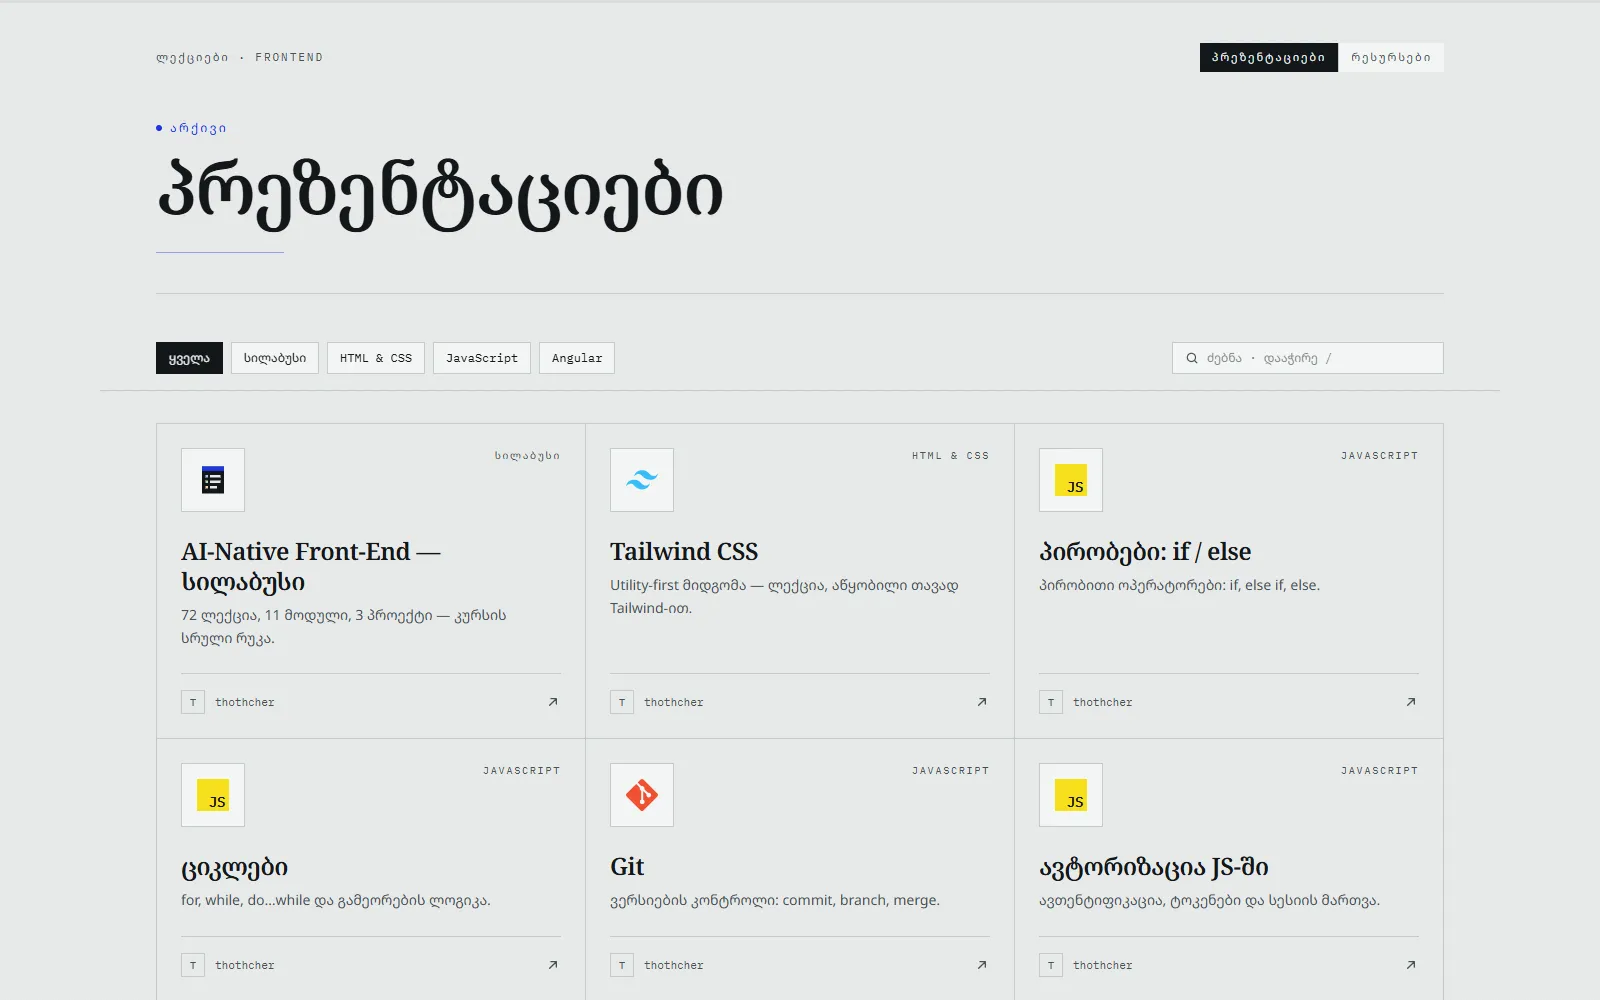 ლექციები · FRONTEND
პრეზენტაციები
რესურსები
არქივი
პრეზენტაციები
ყველა
სილაბუსი
HTML & CSS
JavaScript
Angular
ძებნა · დააჭირე /
სილაბუსი
AI-Native Front-End —
სილაბუსი
72 ლექცია, 11 მოდული, 3 პროექტი — კურსის
სრული რუკა.
T thothcher
HTML & CSS
Tailwind CSS
Utility-first მიდგომა — ლექცია, აწყობილი თავად
Tailwind-ით.
T thothcher
JAVASCRIPT
JS
პირობები: if / else
პირობითი ოპერატორები: if, else if, else.
T thothcher
JAVASCRIPT
JS
ციკლები
for, while, do...while და გამეორების ლოგიკა.
T thothcher
JAVASCRIPT
Git
ვერსიების კონტროლი: commit, branch, merge.
T thothcher
JAVASCRIPT
JS
ავტორიზაცია JS-ში
ავთენტიფიკაცია, ტოკენები და სესიის მართვა.
T thothcher